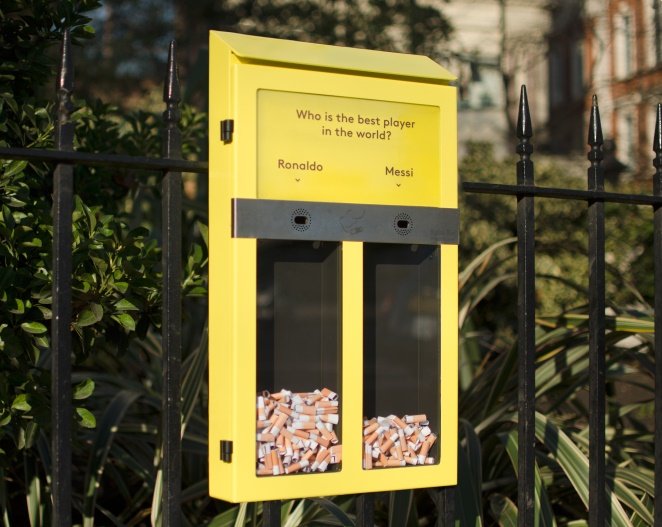 Who is the best player
in the world?
Ronaldo
Messi